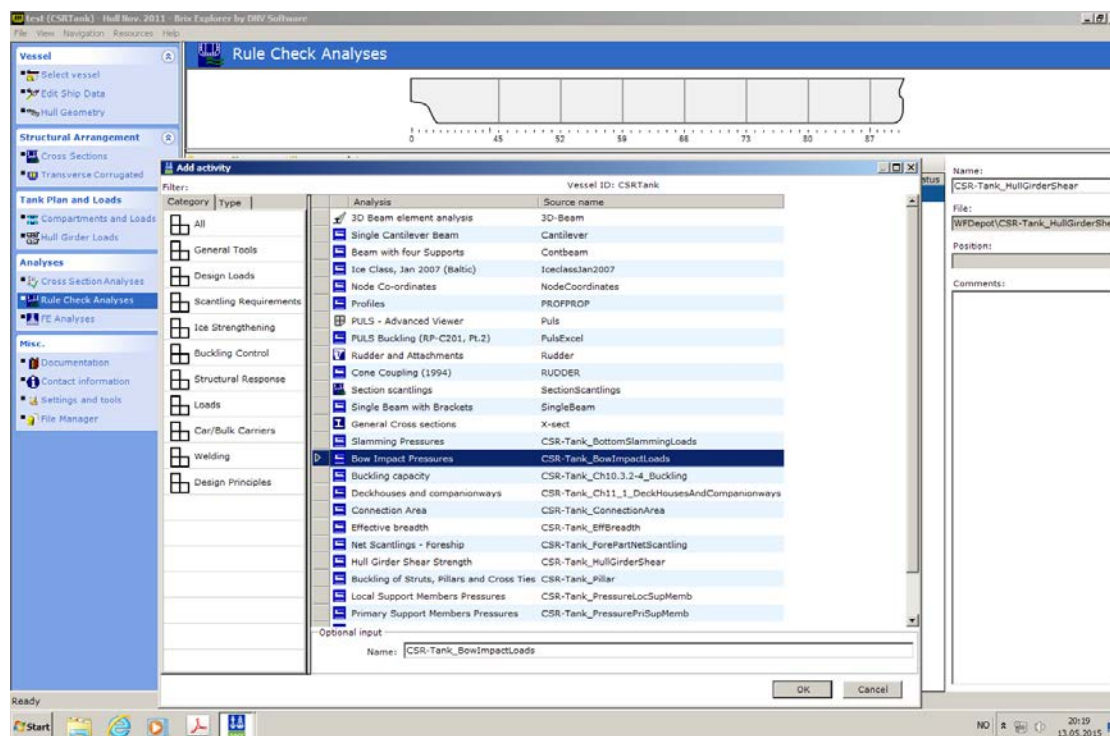 test (CSRTank) - Hull Nov. 2011 - Brix Explorer by DNV Software
File View Navigation Resources Help
Vessel
Select vessel
Edit Ship Data
Hull Geometry
Structural Arrangement
Cross Sections
Transverse Corrugated
Tank Plan and Loads
Compartments and Loads
Hull Girder Loads
Analyses
Cross Section Analyses
Rule Check Analyses
FE Analyses
Misc.
Documentation
Contact information
Settings and tools
File Manager
Rule Check Analyses
0 45 52 59 66 73 80 87
Add activity
Filter:
Vessel ID: CSRTank
Category Type
All
General Tools
Design Loads
Scantling Requirements
Ice Strengthening
Buckling Control
Structural Response
Loads
Car/Bulk Carriers
Welding
Design Principles
Analysis Source name
3D Beam element analysis 3D-Beam
Single Cantilever Beam Cantilever
Beam with four Supports Contbeam
Ice Class, Jan 2007 (Baltic) IceclassJan2007
Node Co-ordinates NodeCoordinates
Profiles PROFPROP
PULS - Advanced Viewer Puls
PULS Buckling (RP-C201, Pt.2) PulsExcel
Rudder and Attachments Rudder
Cone Coupling (1994) RUDDER
Section scantlings SectionScantlings
Single Beam with Brackets SingleBeam
General Cross sections X-sect
Slamming Pressures CSR-Tank_BottomSlammingLoads
Bow Impact Pressures CSR-Tank_BowImpactLoads
Buckling capacity CSR-Tank_Ch10.3.2-4_Buckling
Deckhouses and companionways CSR-Tank_Ch11_1_DeckHousesAndCompanionways
Connection Area CSR-Tank_ConnectionArea
Effective breadth CSR-Tank_EffBreadth
Net Scantlings - Foreship CSR-Tank_ForePartNetScantling
Hull Girder Shear Strength CSR-Tank_HullGirderShear
Buckling of Struts, Pillars and Cross Ties CSR-Tank_Pillar
Local Support Members Pressures CSR-Tank_PressureLocSupMemb
Primary Support Members Pressures CSR-Tank_PressurePriSupMemb
Optional input
Name: CSR-Tank_BowImpactLoads
OK Cancel
tus
Name:
CSR-Tank_HullGirderShear
File:
WFDepot\CSR-Tank_HullGirderShe
Position:
Comments:
Ready
Start
NO
20:19
13.05.2015